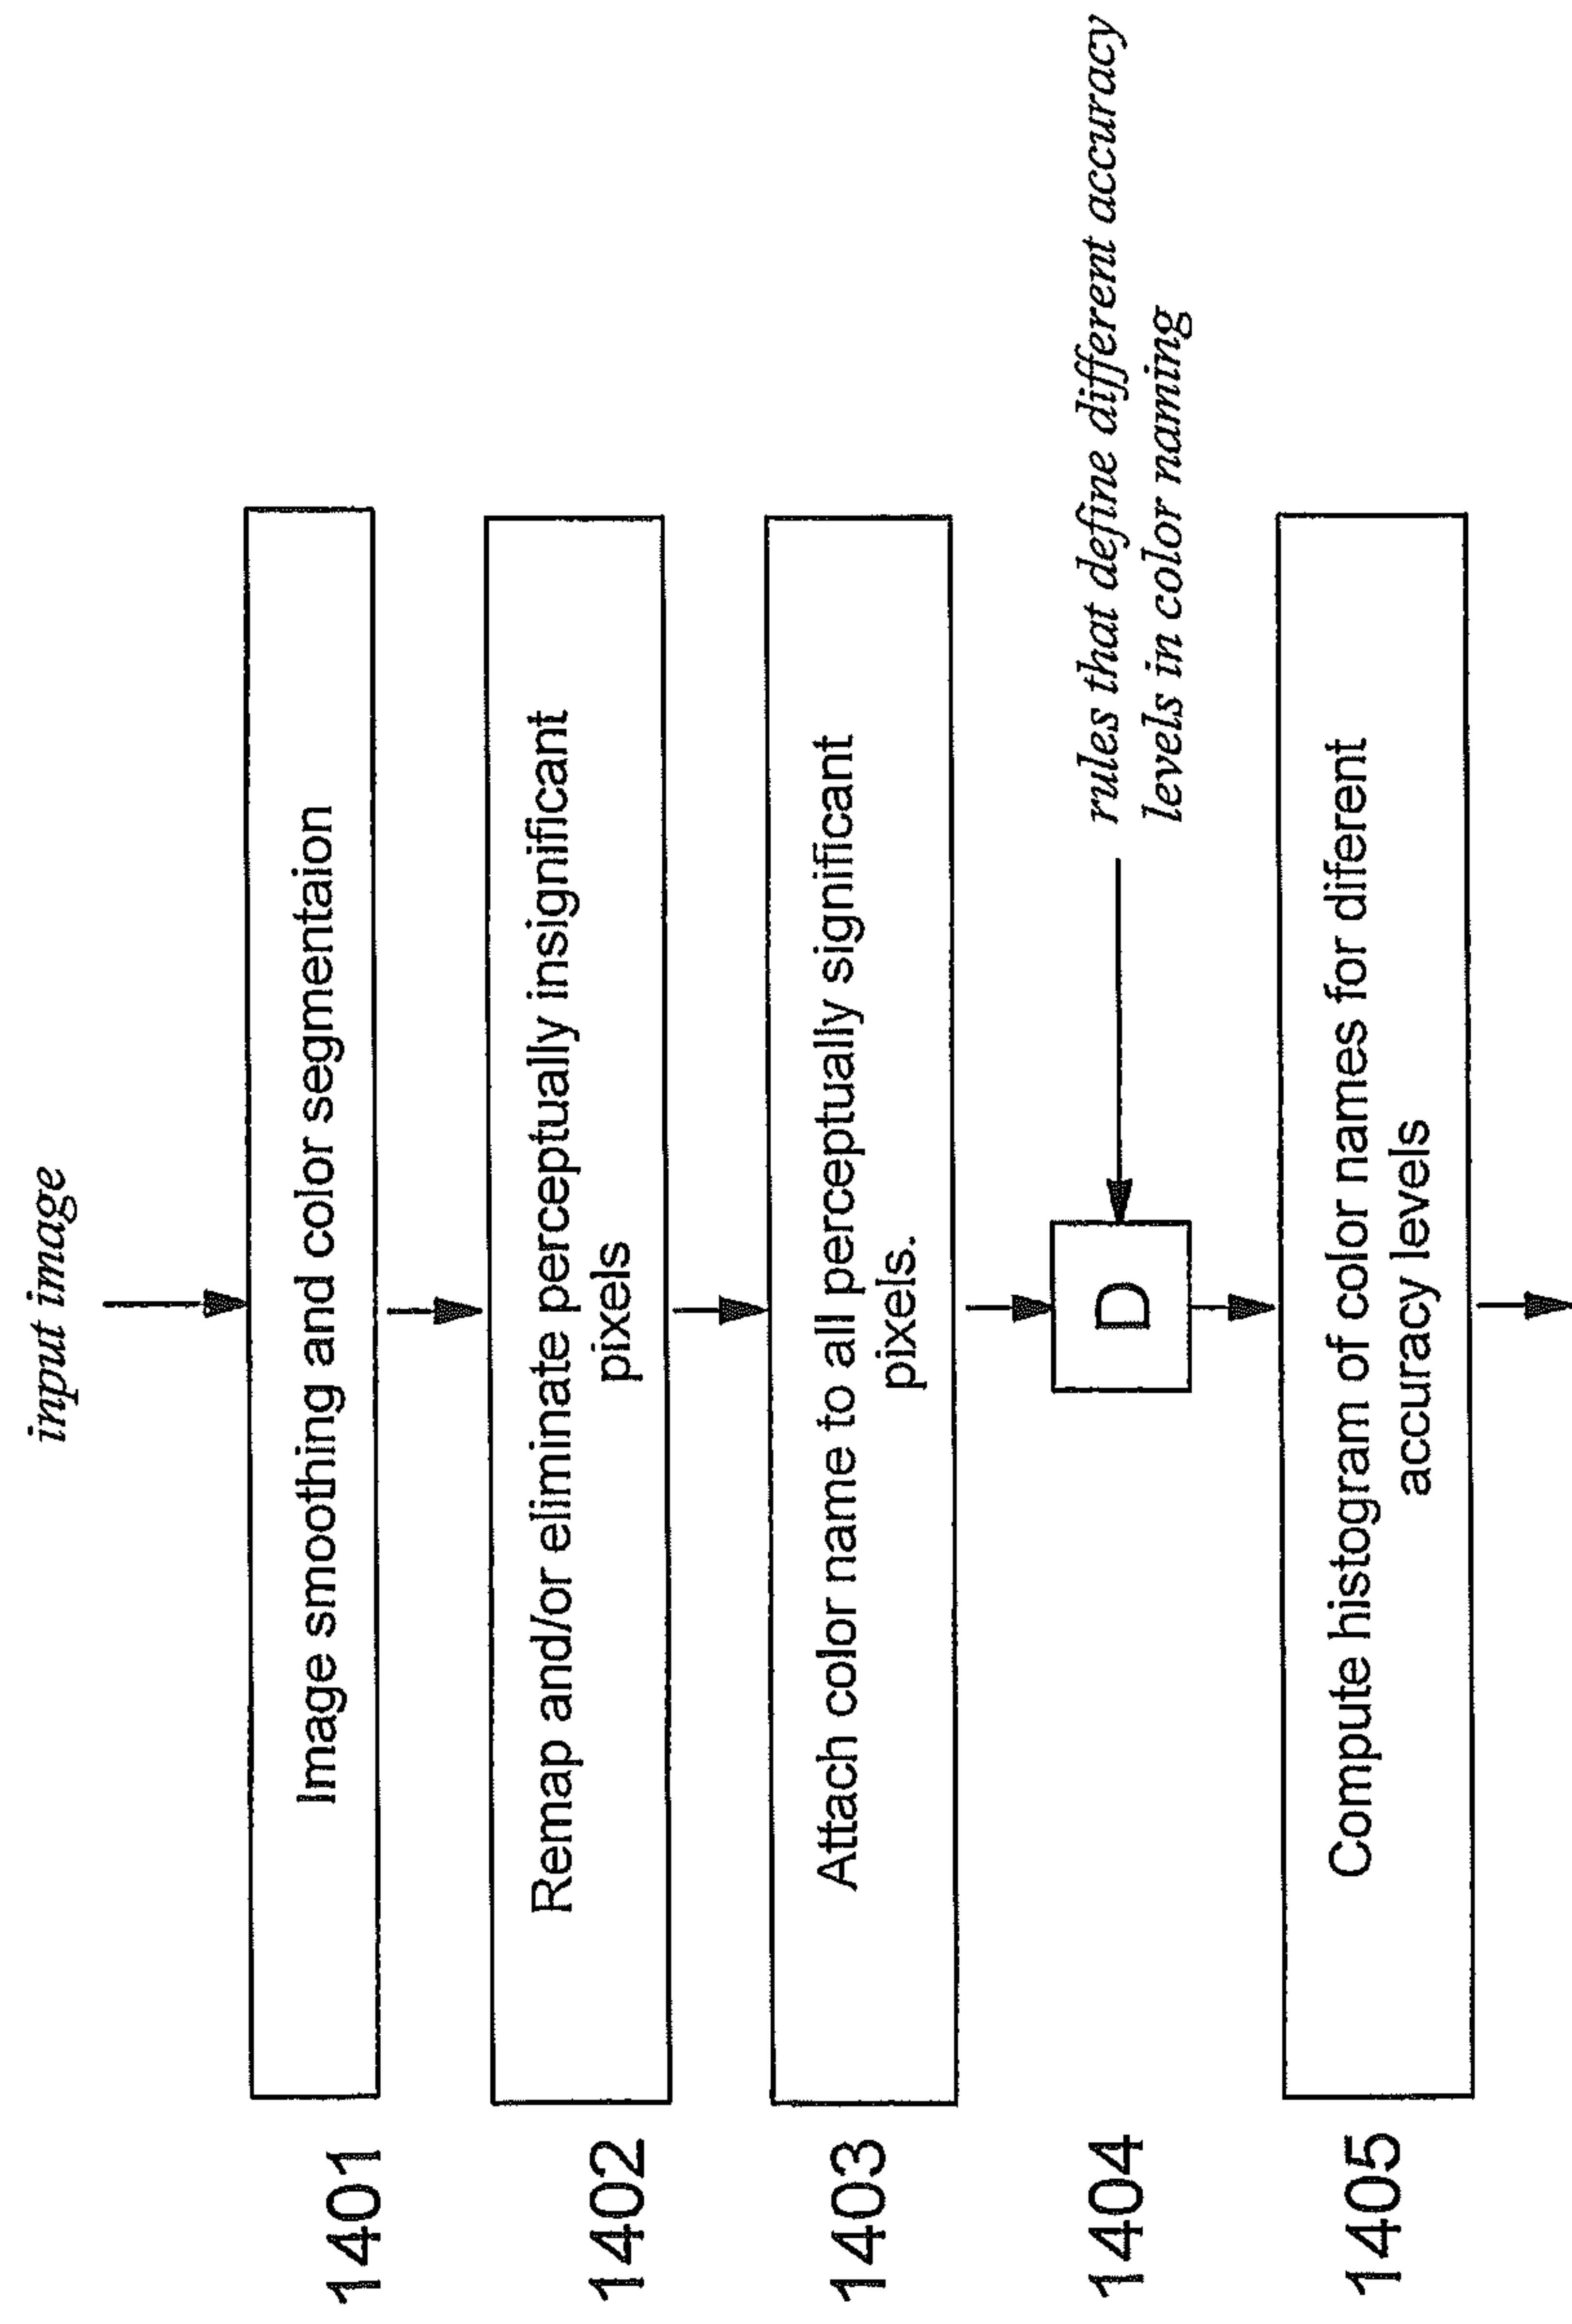 input image
1401
Image smoothing and color segmentaion
1402
Remap and/or eliminate perceptually insignificant
pixels
1403
Attach color name to all perceptually significant
pixels.
1404
D
rules that define different accuracy
levels in color naming
1405
Compute histogram of color names for diferent
accuracy levels